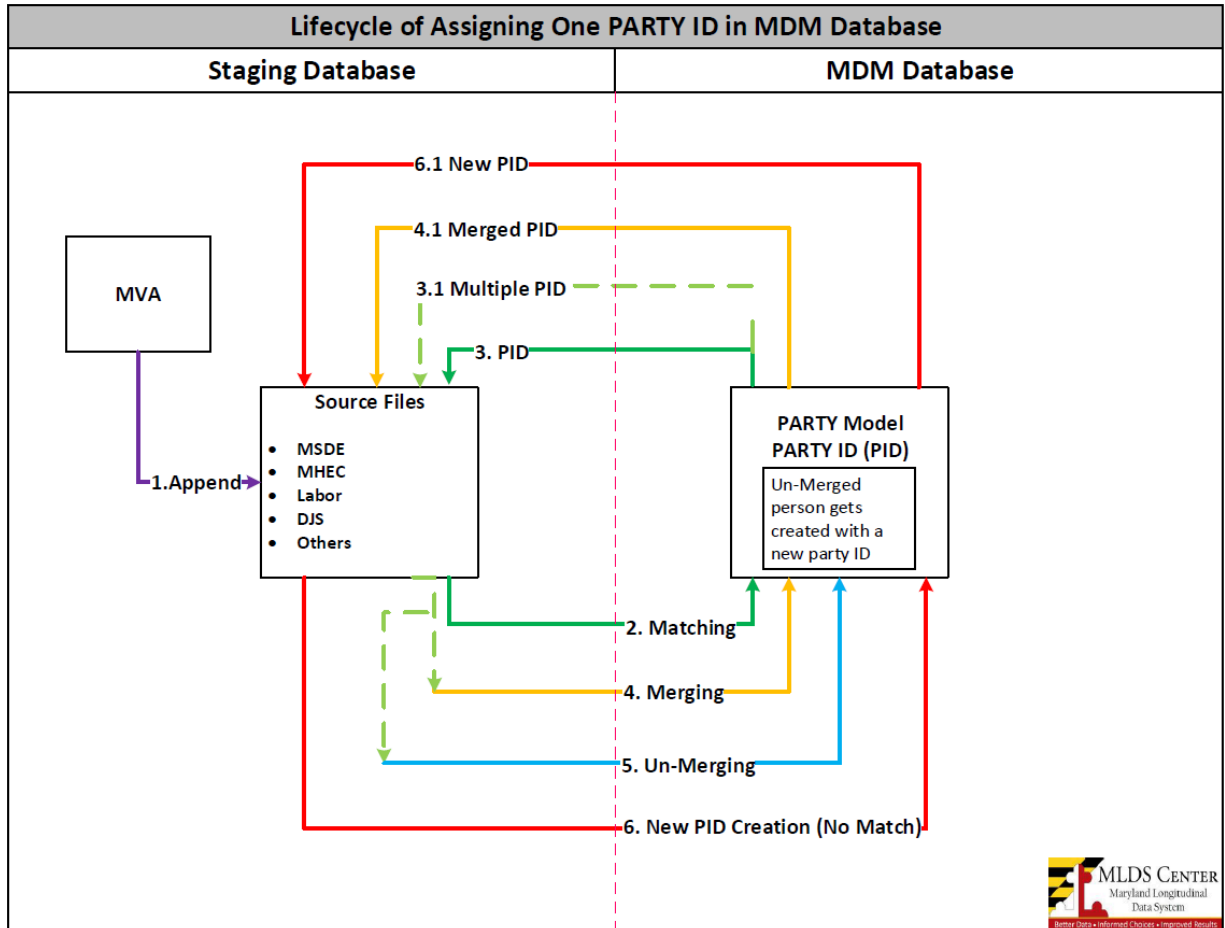 Lifecycle of Assigning One PARTY ID in MDM Database
Staging Database
MDM Database
6.1 New PID
4.1 Merged PID
3.1 Multiple PID
3. PID
MVA
1.Append
Source Files
• MSDE
• MHEC
• Labor
• DJS
• Others
PARTY Model
PARTY ID (PID)
Un-Merged
person gets
created with a
new party ID
2. Matching
4. Merging
5. Un-Merging
6. New PID Creation (No Match)
MLDS CENTER
Maryland Longitudinal
Data System
Better Data • Informed Choices • Improved Results